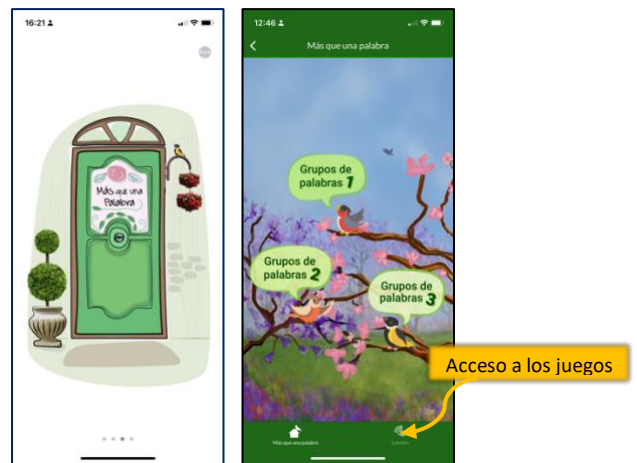 16:21
Más que una
Palabra
12:46
Más que una palabra
Grupos de
palabras 1
Grupos de
palabras 2
Grupos de
palabras 3
Acceso a los juegos
Más que una palabra